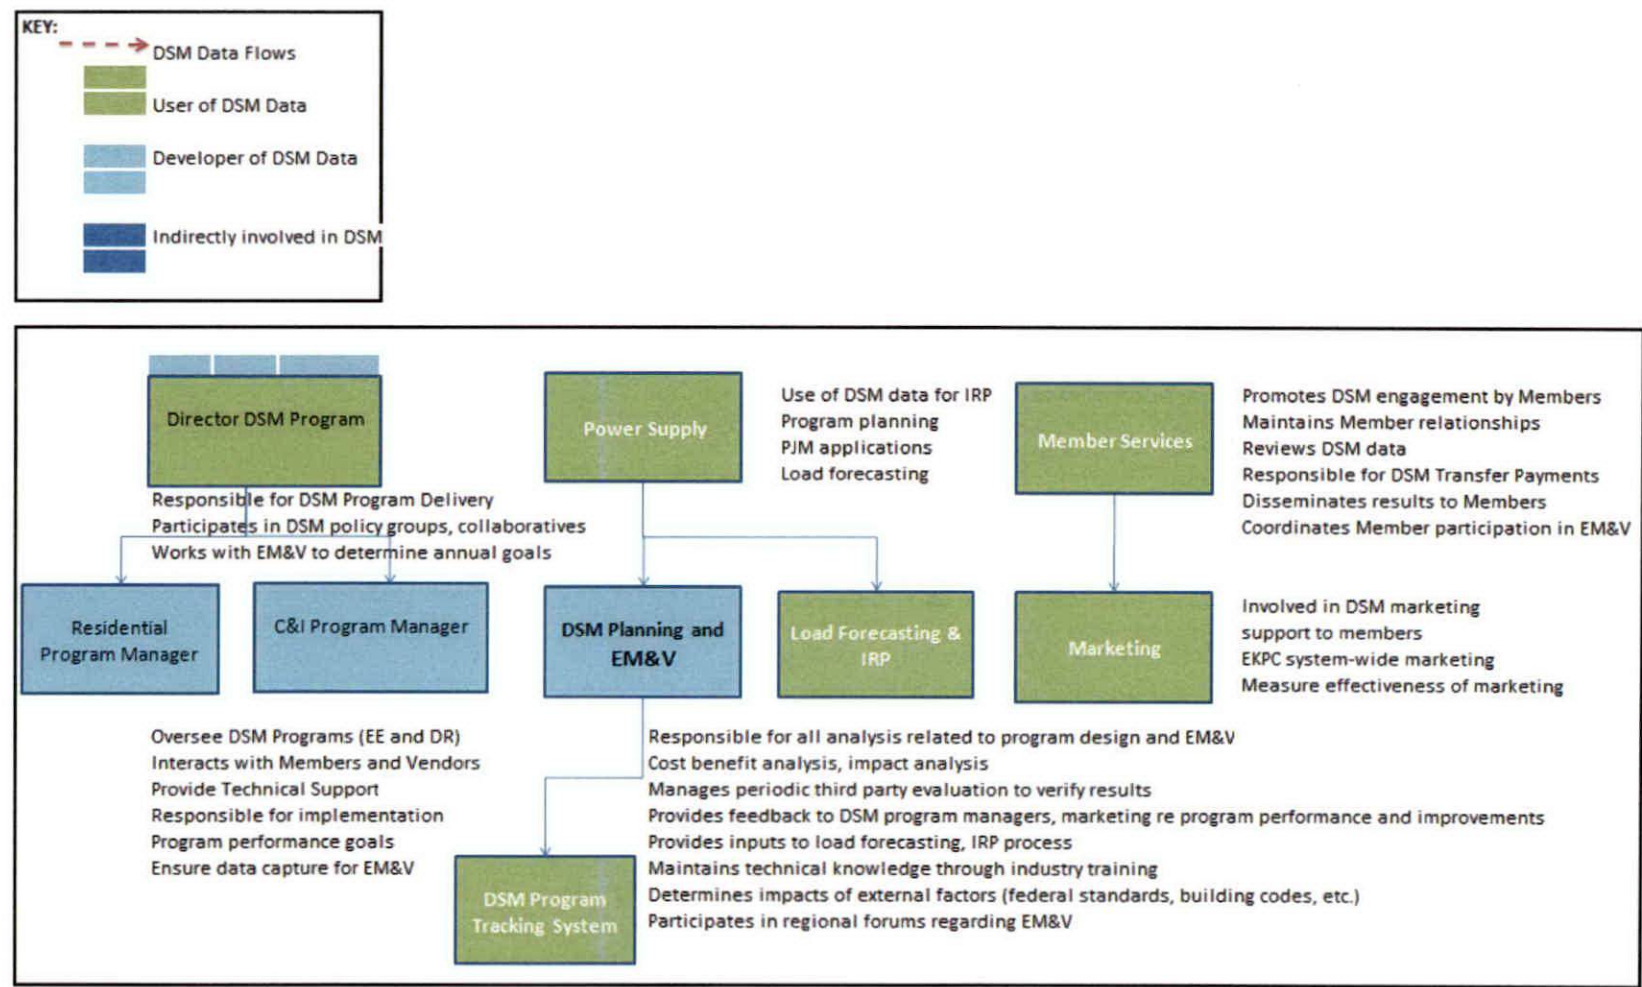 KEY:
DSM Data Flows
User of DSM Data
Developer of DSM Data
Indirectly involved in DSM
Director DSM Program
Responsible for DSM Program Delivery
Participates in DSM policy groups, collaboratives
Works with EM&V to determine annual goals
Power Supply
Use of DSM data for IRP
Program planning
PJM applications
Load forecasting
Member Services
Promotes DSM engagement by Members
Maintains Member relationships
Reviews DSM data
Responsible for DSM Transfer Payments
Disseminates results to Members
Coordinates Member participation in EM&V
Residential
Program Manager
C&I Program Manager
DSM Planning and
EM&V
Load Forecasting &
IRP
Marketing
Involved in DSM marketing
support to members
EKPC system-wide marketing
Measure effectiveness of marketing
Oversee DSM Programs (EE and DR)
Interacts with Members and Vendors
Provide Technical Support
Responsible for implementation
Program performance goals
Ensure data capture for EM&V
Responsible for all analysis related to program design and EM&V
Cost benefit analysis, impact analysis
Manages periodic third party evaluation to verify results
Provides feedback to DSM program managers, marketing re program performance and improvements
Provides inputs to load forecasting, IRP process
Maintains technical knowledge through industry training
Determines impacts of external factors (federal standards, building codes, etc.)
Participates in regional forums regarding EM&V
DSM Program
Tracking System